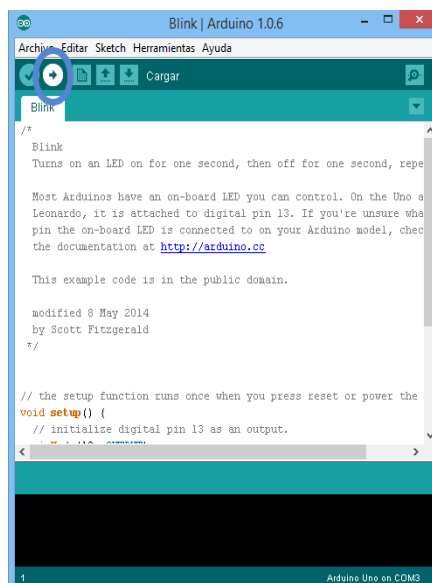 Blink | Arduino 1.0.6
Archivo Editar Sketch Herramientas Ayuda
Cargar
Blink
/*
Blink
Turns on an LED on for one second, then off for one second, repe
Most Arduinos have an on-board LED you can control. On the Uno a
Leonardo, it is attached to digital pin 13. If you're unsure wha
pin the on-board LED is connected to on your Arduino model, chec
the documentation at http://arduino.cc
This example code is in the public domain.
modified 8 May 2014
by Scott Fitzgerald
*/
// the setup function runs once when you press reset or power the
void setup() {
// initialize digital pin 13 as an output.
1
Arduino Uno on COM3